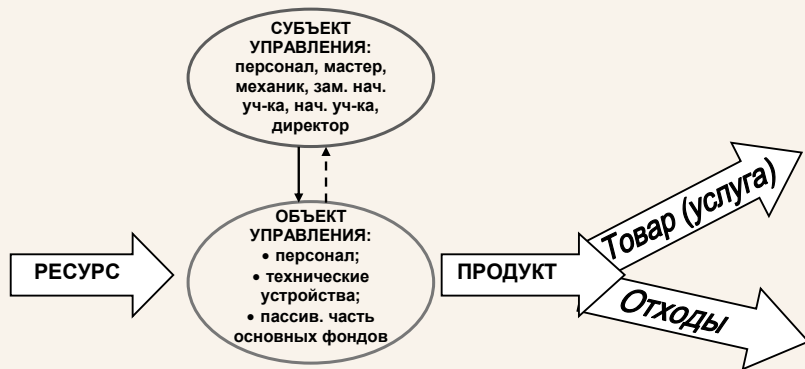 СУБЪЕКТ
УПРАВЛЕНИЯ:
персонал, мастер,
механик, зам. нач.
уч-ка, нач. уч-ка,
директор
ОБЪЕКТ
УПРАВЛЕНИЯ:
• персонал;
• технические
устройства;
• пассив. часть
основных фондов
РЕСУРС
ПРОДУКТ
Товар (услуга)
Отходы